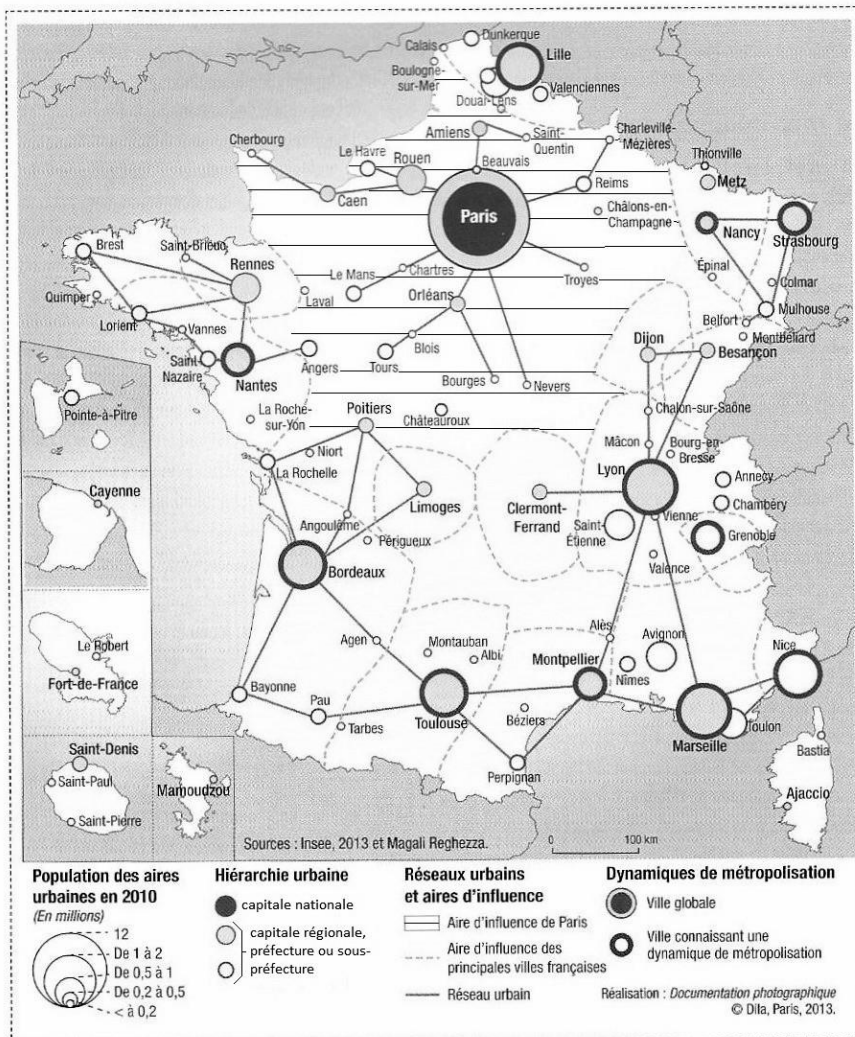 Calais
Dunkerque
Lille
Boulogne-
sur-Mer
Douai-Lens
Valenciennes
Amiens
Saint-
Quentin
Charleville-
Mézières
Cherbourg
Le Havre
Rouen
Beauvais
Thionville
Metz
Caen
Reims
Paris
Châlons-en-
Champagne
Nancy
Strasbourg
Brest
Saint-Brieuc
Rennes
Le Mans
Chartres
Troyes
Épinal
Colmar
Quimper
Laval
Orléans
Mulhouse
Lorient
Vannes
Belfort
Montbéliard
Blois
Dijon
Besançon
Saint-
Nazaire
Nantes
Angers
Tours
Bourges
Nevers
Pointe-à-Pitre
La Roche-
sur-Yon
Poitiers
Châteauroux
Chalon-sur-Saône
Niort
Mâcon
Bourg-en-
Bresse
La Rochelle
Lyon
Annecy
Cayenne
Limoges
Clermont-
Ferrand
Chambéry
Angoulême
Saint-
Étienne
Vienne
Grenoble
Périgueux
Bordeaux
Valence
Le Robert
Fort-de-France
Agen
Montauban
Albi
Alès
Avignon
Nice
Montpellier
Nîmes
Bayonne
Pau
Tarbes
Toulouse
Béziers
Marseille
Toulon
Perpignan
Bastia
Saint-Denis
Saint-Paul
Saint-Pierre
Mamoudzou
Ajaccio
Sources : Insee, 2013 et Magali Reghezza.
0 100 km
Population des aires
urbaines en 2010
(En millions)
12
De 1 à 2
De 0,5 à 1
De 0,2 à 0,5
< à 0,2
Hiérarchie urbaine
capitale nationale
capitale régionale,
préfecture ou sous-
préfecture
Réseaux urbains
et aires d'influence
Aire d'influence de Paris
Aire d'influence des
principales villes françaises
Réseau urbain
Dynamiques de métropolisation
Ville globale
Ville connaissant une
dynamique de métropolisation
Réalisation : Documentation photographique
© Dila, Paris, 2013.